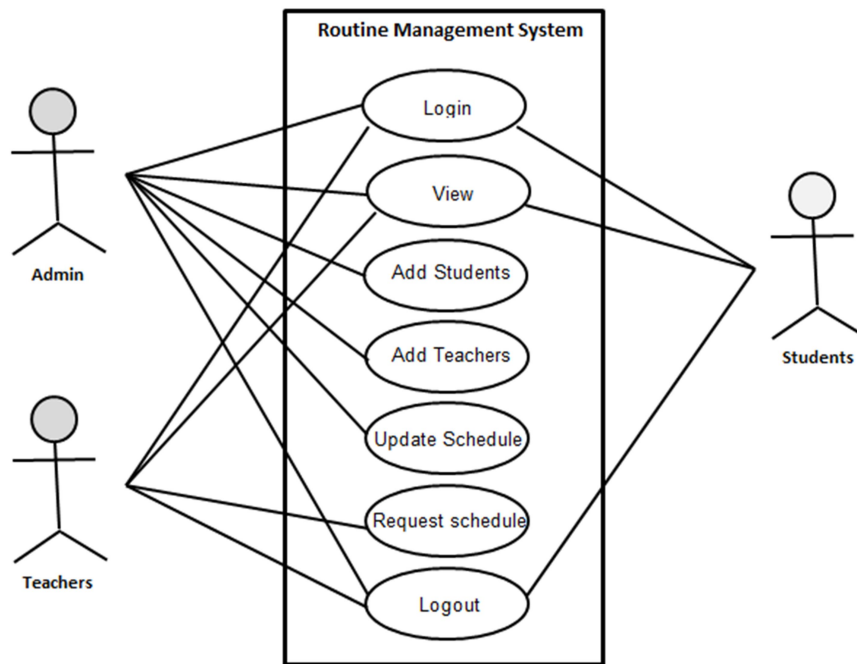 Routine Management System
Login
View
Add Students
Admin
Add Teachers
Students
Update Schedule
Request schedule
Teachers
Logout